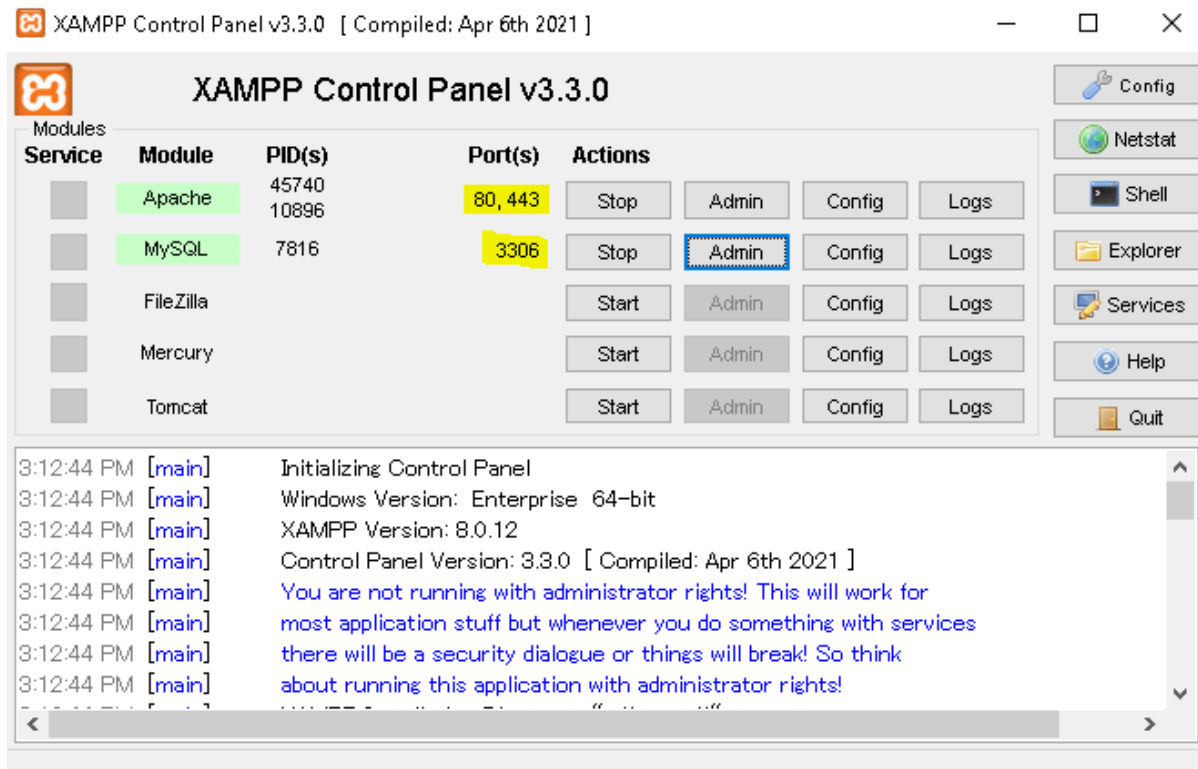 XAMPP Control Panel v3.3.0 [ Compiled: Apr 6th 2021 ]
XAMPP Control Panel v3.3.0
Config
Modules
Netstat
Service Module PID(s) Port(s) Actions
Apache 45740 10896 80, 443 Stop Admin Config Logs
Shell
MySQL 7816 3306 Stop Admin Config Logs
Explorer
FileZilla Start Admin Config Logs
Services
Mercury Start Admin Config Logs
Help
Tomcat Start Admin Config Logs
Quit
3:12:44 PM [main] Initializing Control Panel
3:12:44 PM [main] Windows Version: Enterprise 64-bit
3:12:44 PM [main] XAMPP Version: 8.0.12
3:12:44 PM [main] Control Panel Version: 3.3.0 [ Compiled: Apr 6th 2021 ]
3:12:44 PM [main] You are not running with administrator rights! This will work for
3:12:44 PM [main] most application stuff but whenever you do something with services
3:12:44 PM [main] there will be a security dialogue or things will break! So think
3:12:44 PM [main] about running this application with administrator rights!